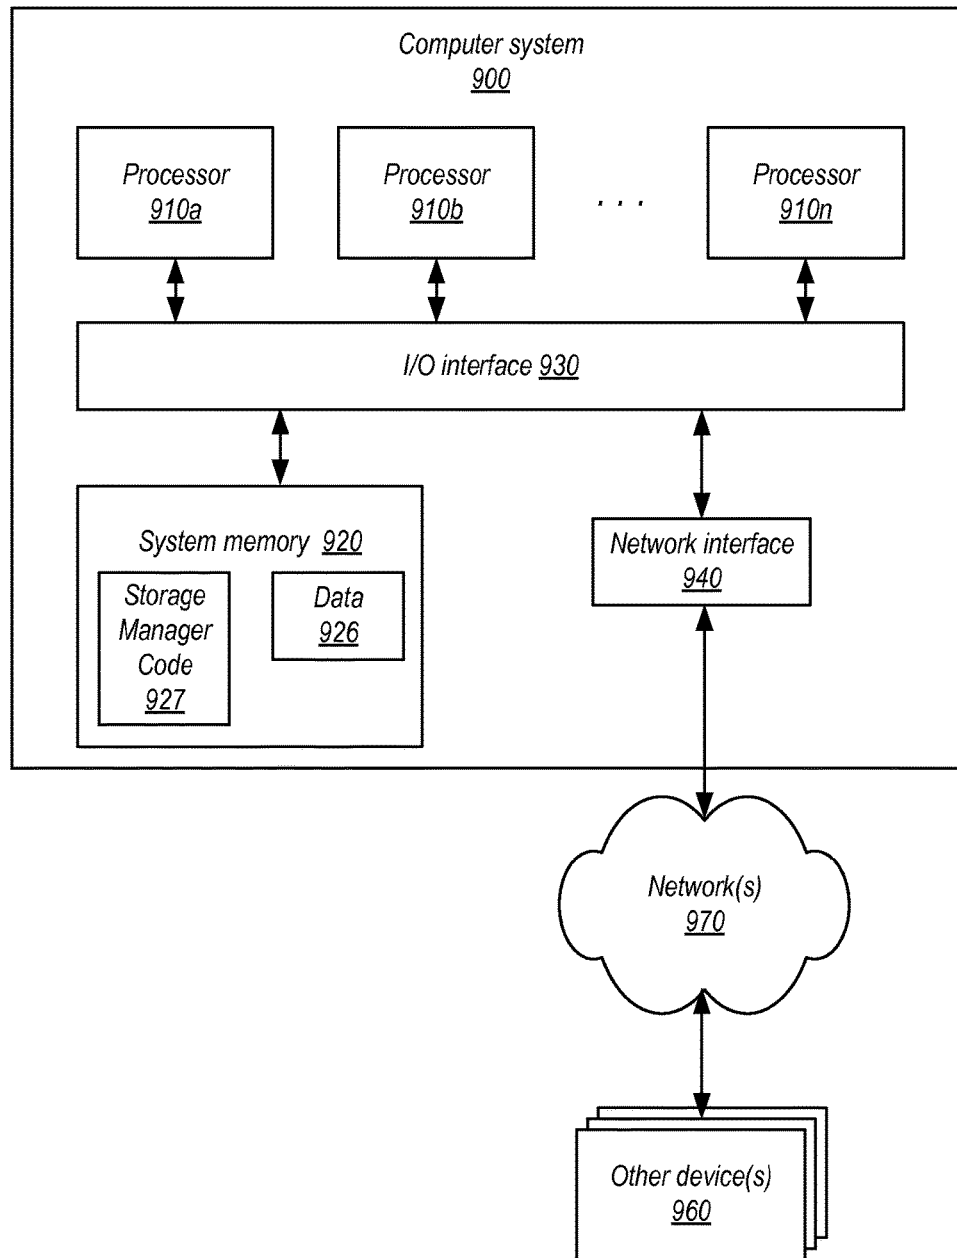 Computer system
900
Processor
910a
Processor
910b
. . .
Processor
910n
I/O interface 930
System memory 920
Storage
Manager
Code
927
Data
926
Network interface
940
Network(s)
970
Other device(s)
960